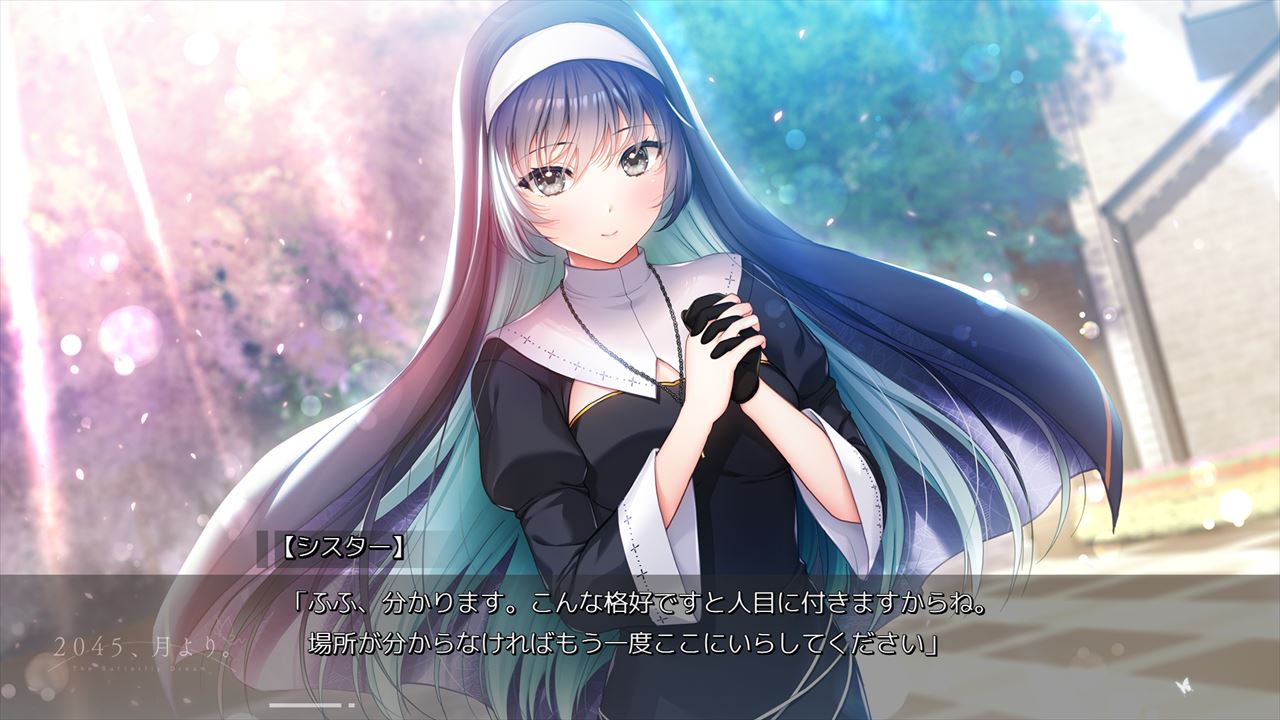 【シスター】
「ふふ、分かります。こんな格好ですと人目に付きますからね。
場所が分からなければもう一度ここにいらしてください」
2045、月より。
The Butterfly Dream